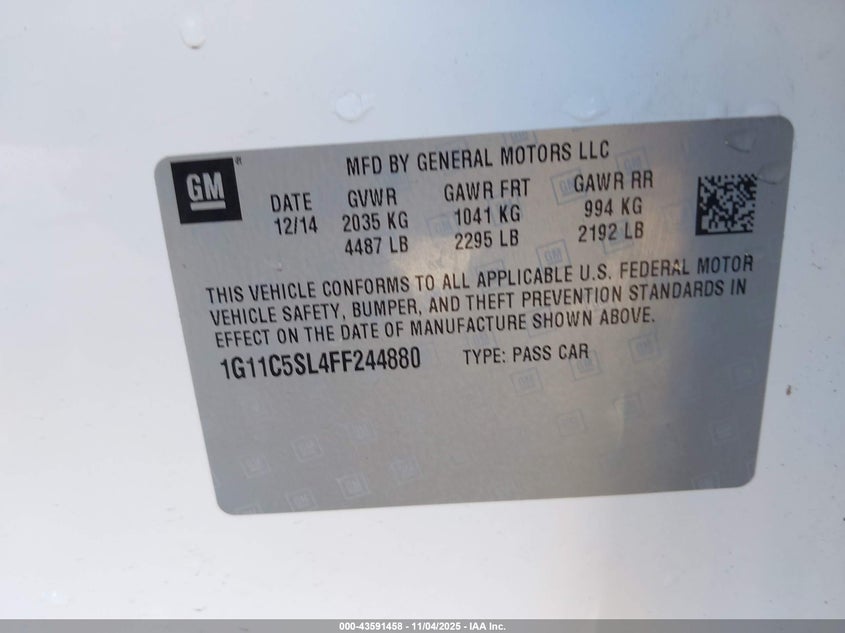 GM
MFD BY GENERAL MOTORS LLC
DATE GVWR GAWR FRT GAWR RR
12/14 2035 KG 1041 KG 994 KG
4487 LB 2295 LB 2192 LB
THIS VEHICLE CONFORMS TO ALL APPLICABLE U.S. FEDERAL MOTOR
VEHICLE SAFETY, BUMPER, AND THEFT PREVENTION STANDARDS IN
EFFECT ON THE DATE OF MANUFACTURE SHOWN ABOVE.
1G11C5SL4FF244880 TYPE: PASS CAR
000-43591458 - 11/04/2025 - IAA Inc.